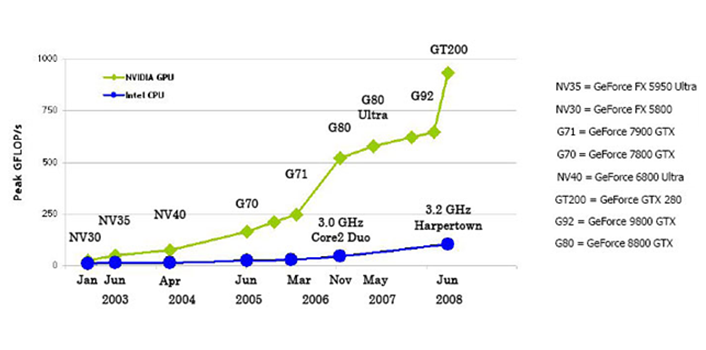 GT200
1000
NVIDIA GPU
Intel CPU
G92
G80
Ultra
750
G80
Peak GFLOP/s
500
G71
G70
NV40
250
NV35
NV30
3.0 GHz
Core2 Duo
3.2 GHz
Harpertown
0
Jan Jun Apr Jun Mar Nov May Jun
2003 2004 2005 2006 2007 2008
NV35 = GeForce FX 5950 Ultra
NV30 = GeForce FX 5800
G71 = GeForce 7900 GTX
G70 = GeForce 7800 GTX
NV40 = GeForce 6800 Ultra
GT200 = GeForce GTX 280
G92 = GeForce 9800 GTX
G80 = GeForce 8800 GTX